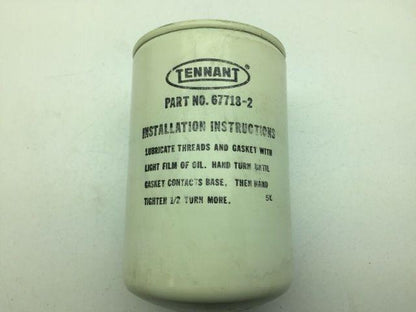 TENNANT®
PART NO. 67718-2
INSTALLATION INSTRUCTIONS
LUBRICATE THREADS AND GASKET WITH
LIGHT FILM OF OIL. HAND TURN UNTIL
GASKET CONTACTS BASE, THEN HAND
TIGHTEN 1/2 TURN MORE.